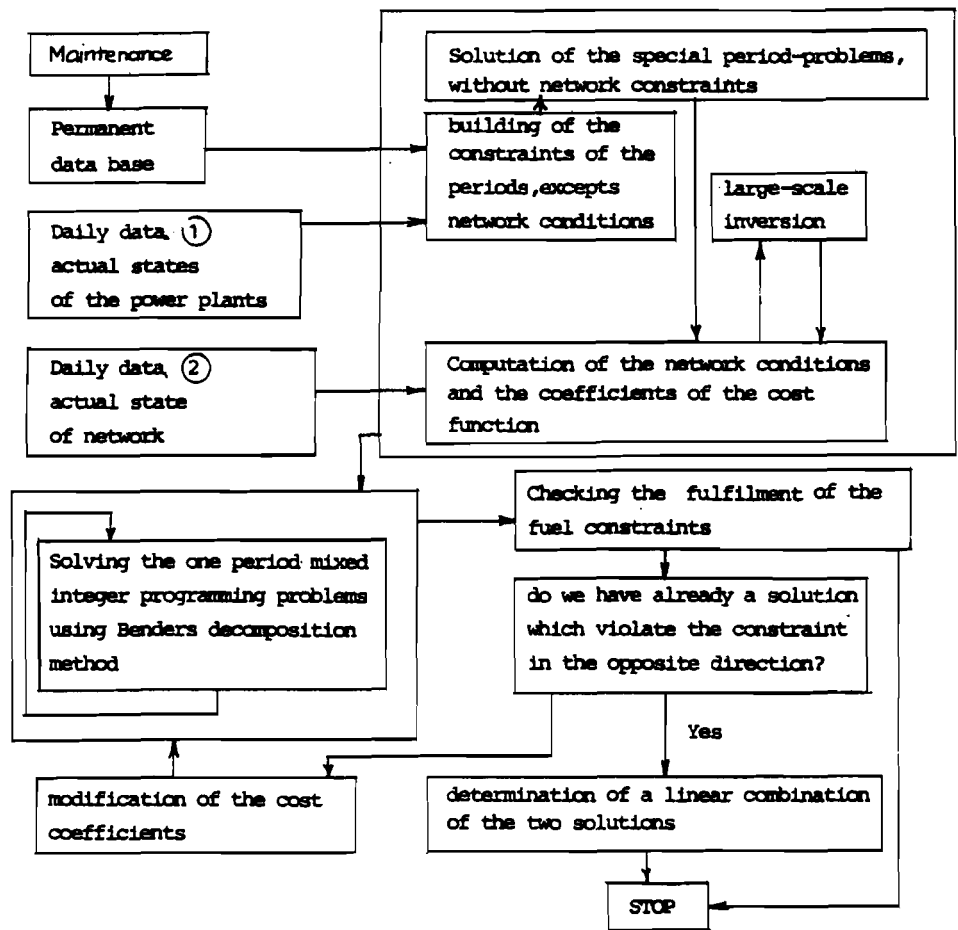 Maintenance
Permanent
data base
Daily data, 1
actual states
of the power plants
Daily data, 2
actual state
of network
Solution of the special period-problems,
without network constraints
building of the
constraints of the
periods,excepts
network conditions
large-scale
inversion
Computation of the network conditions
and the coefficients of the cost
function
Solving the one period mixed
integer programming problems
using Benders decomposition
method
Checking the fulfilment of the
fuel constraints
do we have already a solution
which violate the constraint
in the opposite direction?
Yes
modification of the cost
coefficients
determination of a linear combination
of the two solutions
STOP